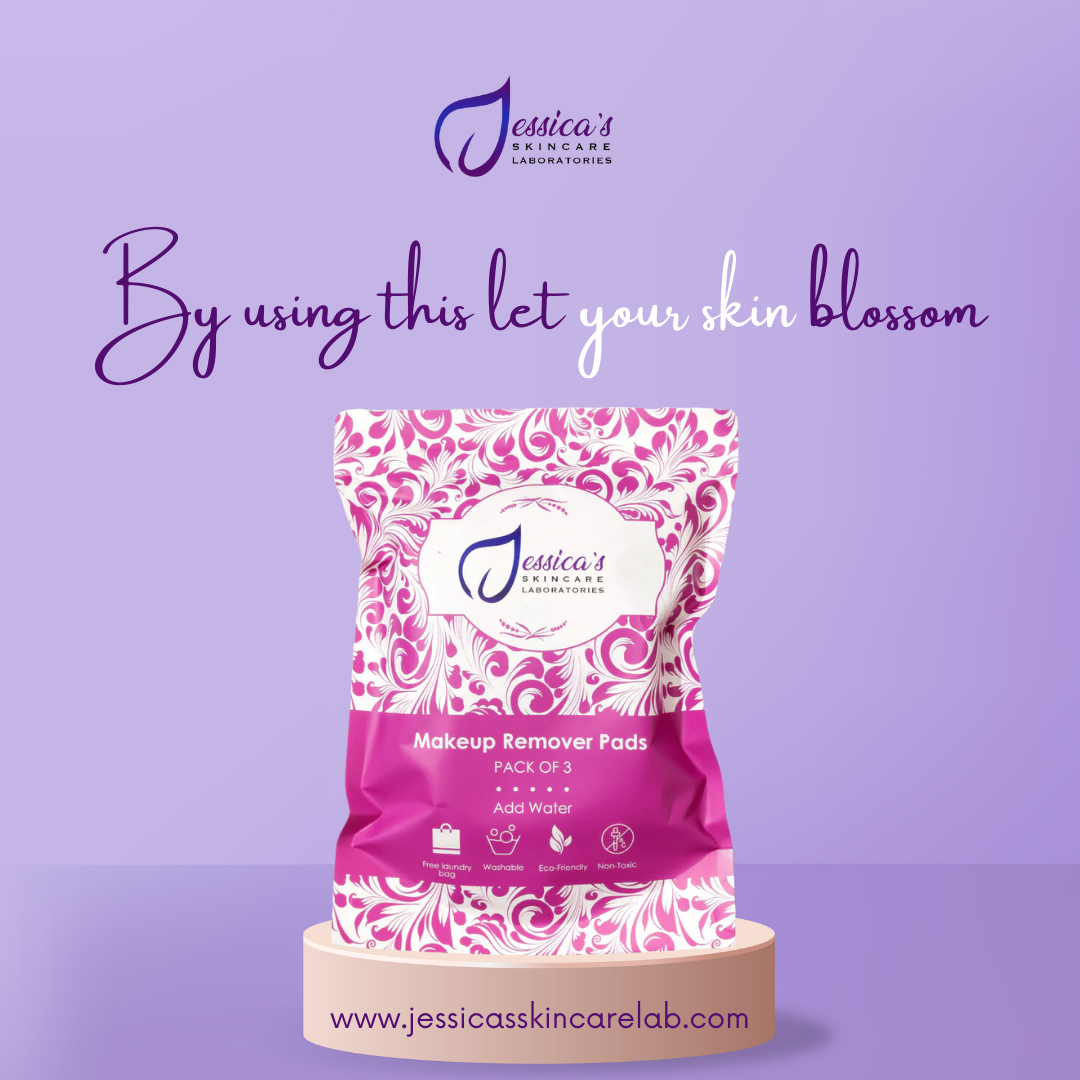 Jessica's
SKINCARE
LABORATORIES
By using this let your skin blossom
Jessica's
SKINCARE
LABORATORIES
Makeup Remover Pads
PACK OF 3
Add Water
Free laundry bag
Washable
Eco-Friendly
Non-Toxic
www.jessicasskincarelab.com